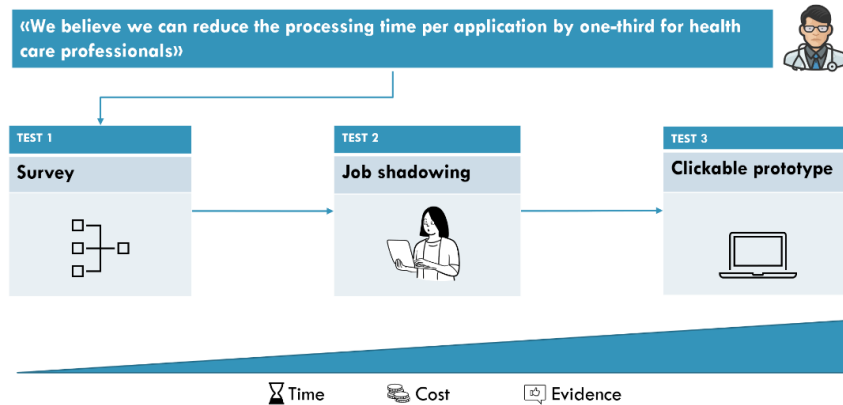 «We believe we can reduce the processing time per application by one-third for health
care professionals»
TEST 1
Survey
TEST 2
Job shadowing
TEST 3
Clickable prototype
Time
Cost
Evidence